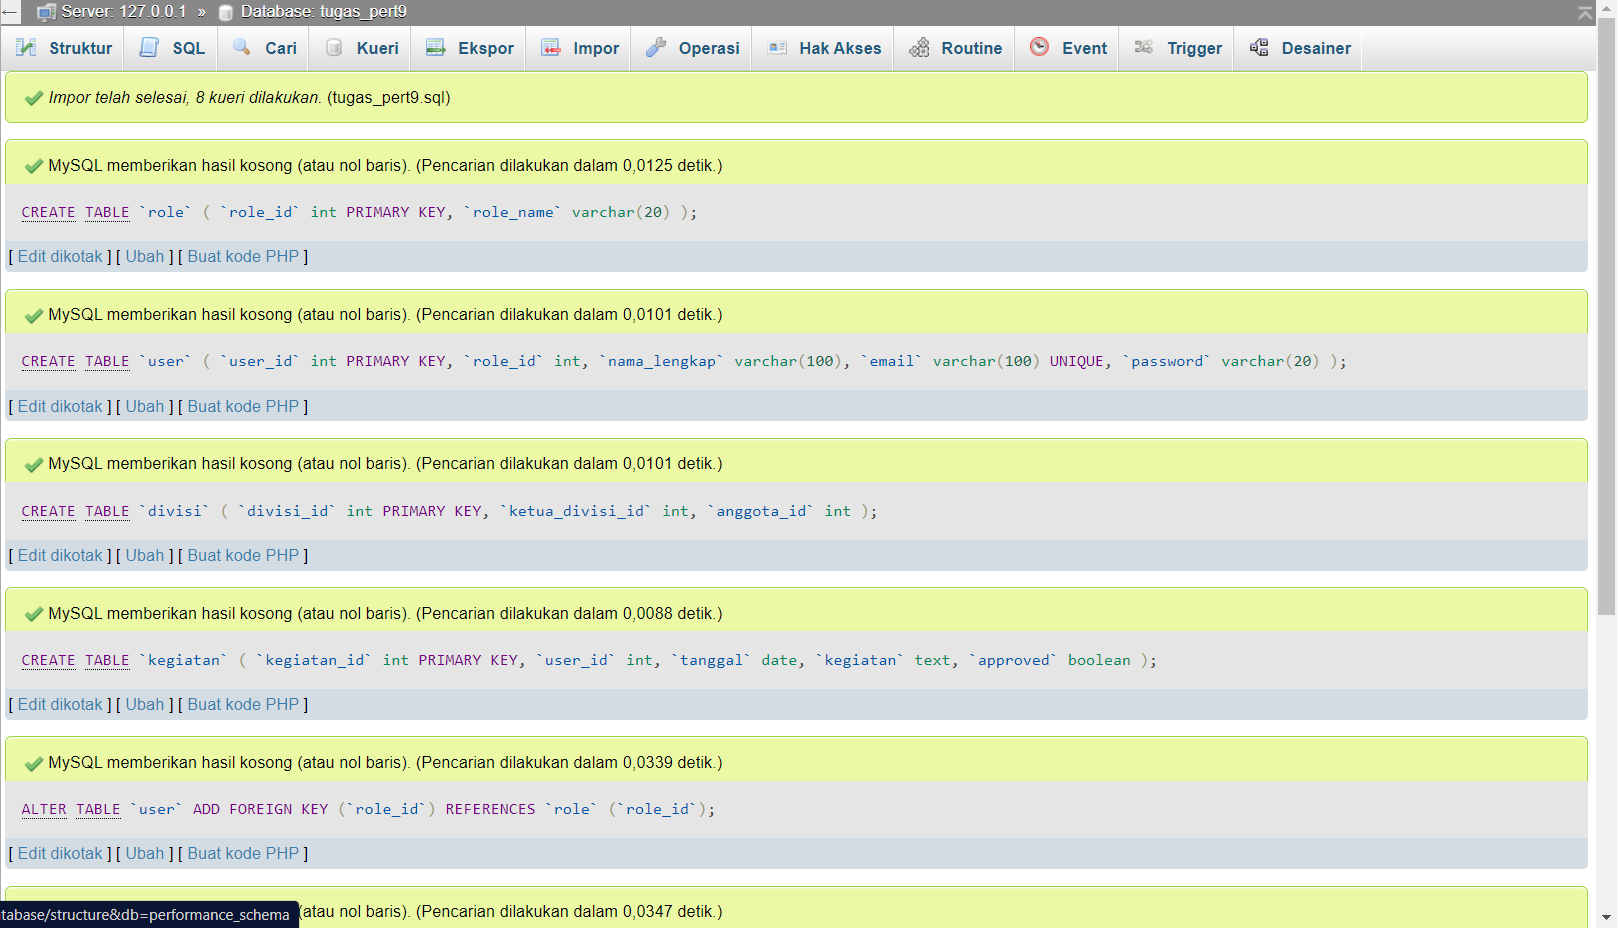 ← Server: 127.0.0.1 » Database: tugas_pert9
Struktur SQL Cari Kueri Ekspor Impor Operasi Hak Akses Routine Event Trigger Desainer
Impor telah selesai, 8 kueri dilakukan. (tugas_pert9.sql)
MySQL memberikan hasil kosong (atau nol baris). (Pencarian dilakukan dalam 0,0125 detik.)
CREATE TABLE `role` ( `role_id` int PRIMARY KEY, `role_name` varchar(20) );
[ Edit dikotak ] [ Ubah ] [ Buat kode PHP ]
MySQL memberikan hasil kosong (atau nol baris). (Pencarian dilakukan dalam 0,0101 detik.)
CREATE TABLE `user` ( `user_id` int PRIMARY KEY, `role_id` int, `nama_lengkap` varchar(100), `email` varchar(100) UNIQUE, `password` varchar(20) );
[ Edit dikotak ] [ Ubah ] [ Buat kode PHP ]
MySQL memberikan hasil kosong (atau nol baris). (Pencarian dilakukan dalam 0,0101 detik.)
CREATE TABLE `divisi` ( `divisi_id` int PRIMARY KEY, `ketua_divisi_id` int, `anggota_id` int );
[ Edit dikotak ] [ Ubah ] [ Buat kode PHP ]
MySQL memberikan hasil kosong (atau nol baris). (Pencarian dilakukan dalam 0,0088 detik.)
CREATE TABLE `kegiatan` ( `kegiatan_id` int PRIMARY KEY, `user_id` int, `tanggal` date, `kegiatan` text, `approved` boolean );
[ Edit dikotak ] [ Ubah ] [ Buat kode PHP ]
MySQL memberikan hasil kosong (atau nol baris). (Pencarian dilakukan dalam 0,0339 detik.)
ALTER TABLE `user` ADD FOREIGN KEY (`role_id`) REFERENCES `role` (`role_id`);
[ Edit dikotak ] [ Ubah ] [ Buat kode PHP ]
(atau nol baris). (Pencarian dilakukan dalam 0,0347 detik.)
tabase/structure&db=performance_schema